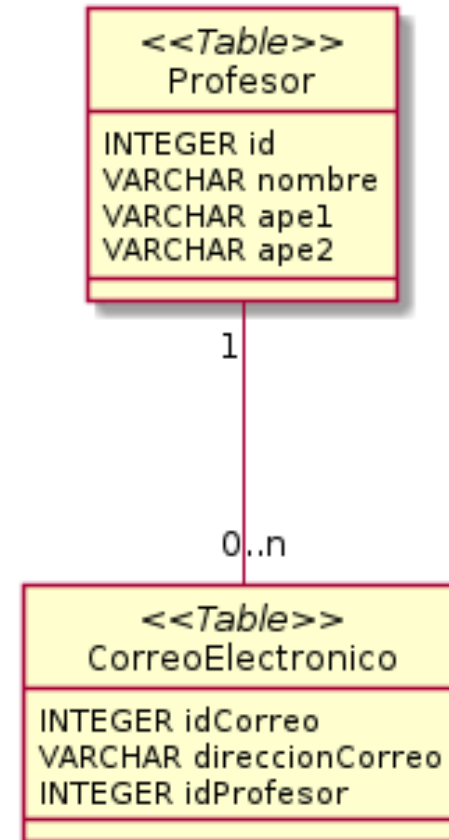 <<Table>>
Profesor
INTEGER id
VARCHAR nombre
VARCHAR ape1
VARCHAR ape2
1
0..n
<<Table>>
CorreoElectronico
INTEGER idCorreo
VARCHAR direccionCorreo
INTEGER idProfesor